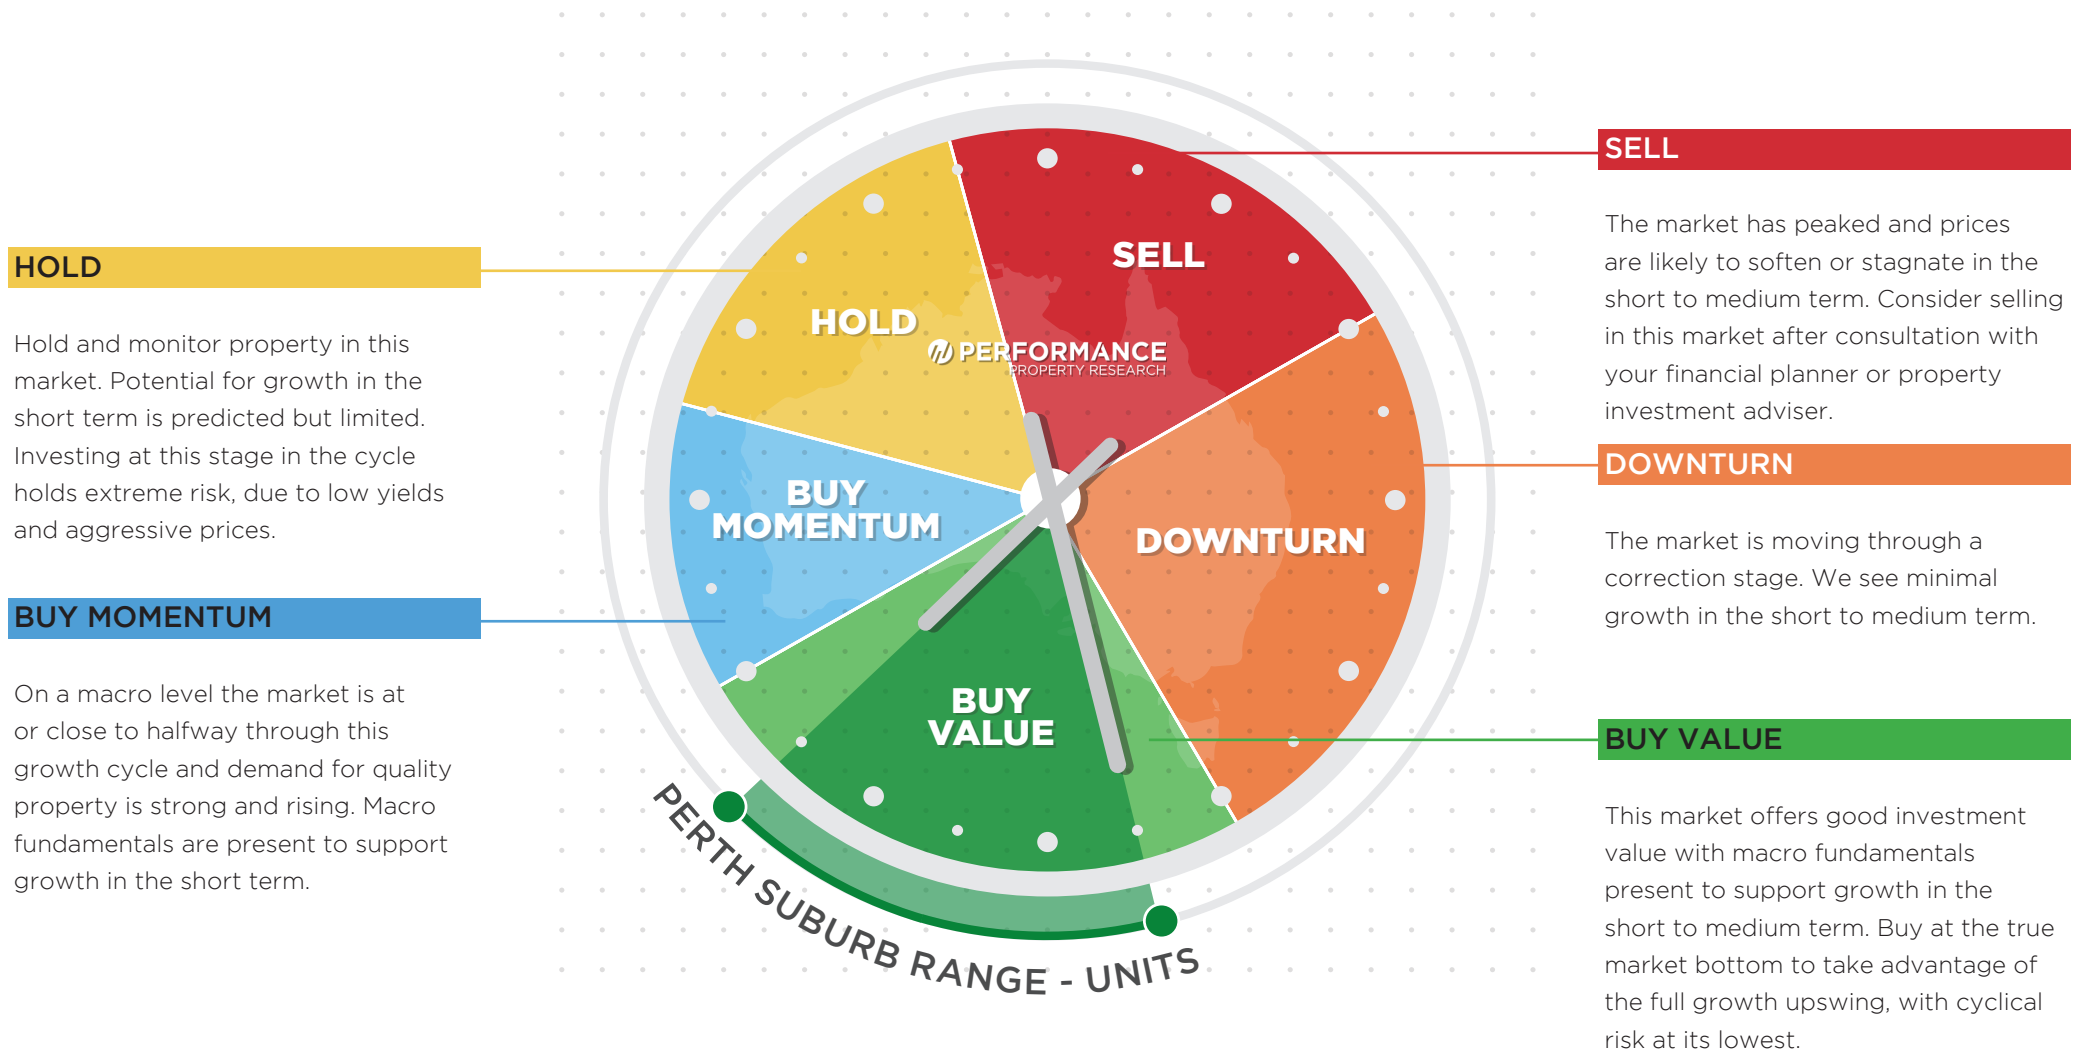 HOLD
Hold and monitor property in this
market. Potential for growth in the
short term is predicted but limited.
Investing at this stage in the cycle
holds extreme risk, due to low yields
and aggressive prices.
BUY MOMENTUM
On a macro level the market is at
or close to halfway through this
growth cycle and demand for quality
property is strong and rising. Macro
fundamentals are present to support
growth in the short term.
SELL
HOLD
PERFORMANCE
PROPERTY RESEARCH
BUY
MOMENTUM
DOWNTURN
BUY
VALUE
PERTH SUBURB RANGE - UNITS
SELL
The market has peaked and prices
are likely to soften or stagnate in the
short to medium term. Consider selling
in this market after consultation with
your financial planner or property
investment adviser.
DOWNTURN
The market is moving through a
correction stage. We see minimal
growth in the short to medium term.
BUY VALUE
This market offers good investment
value with macro fundamentals
present to support growth in the
short to medium term. Buy at the true
market bottom to take advantage of
the full growth upswing, with cyclical
risk at its lowest.